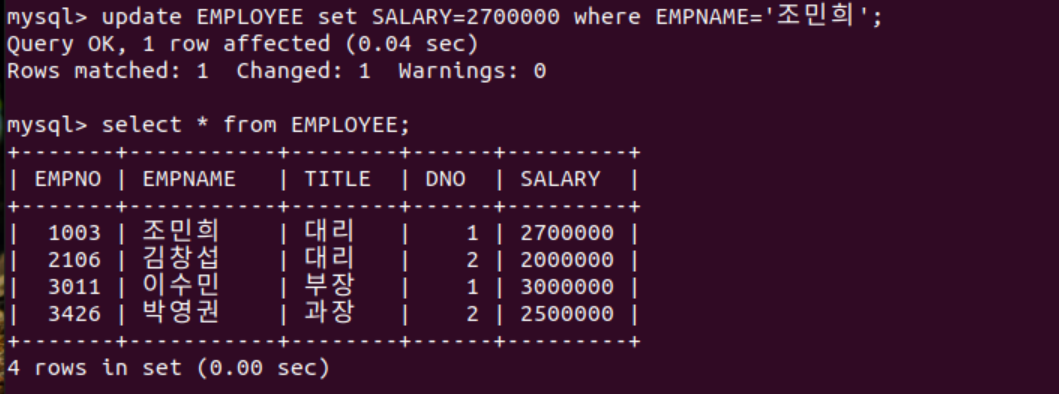 mysql> update EMPLOYEE set SALARY=2700000 where EMPNAME='조민희';
Query OK, 1 row affected (0.04 sec)
Rows matched: 1  Changed: 1  Warnings: 0
mysql> select * from EMPLOYEE;
+-------+-----------+--------+------+---------+
| EMPNO | EMPNAME   | TITLE  | DNO  | SALARY  |
+-------+-----------+--------+------+---------+
|  1003 | 조민희    | 대리   |    1 | 2700000 |
|  2106 | 김창섭    | 대리   |    2 | 2000000 |
|  3011 | 이수민    | 부장   |    1 | 3000000 |
|  3426 | 박영권    | 과장   |    2 | 2500000 |
+-------+-----------+--------+------+---------+
4 rows in set (0.00 sec)